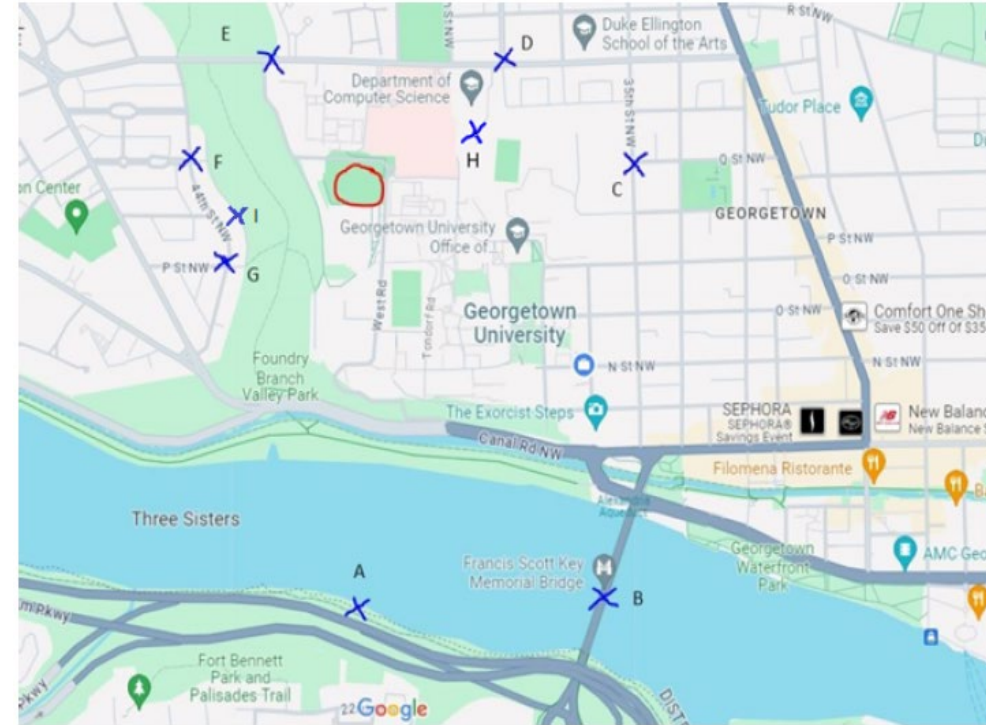 R St NW
E
D
Duke Ellington
School of the Arts
h St NW
Department of
Computer Science
35th St NW
Tudor Place
H
F
C
Q St NW
on Center
44th St NW
I
GEORGETOWN
Georgetown University
Office of...
P St NW
P St NW
G
O St NW
O St NW
West Rd
Tondorf Rd
Georgetown
University
Comfort One Sh
Save $50 Off Of $35
N St NW
N St NW
Foundry
Branch
Valley Park
The Exorcist Steps
SEPHORA
SEPHORA®
Savings Event
New Balanc
New Balance S
Canal Rd NW
Filomena Ristorante
Three Sisters
Georgetown
Waterfront
Park
AMC Geo
Francis Scott Key
Memorial Bridge
A
B
m Pkwy
Pkwy
Fort Bennett
Park and
Palisades Trail
22 Google
DISTR